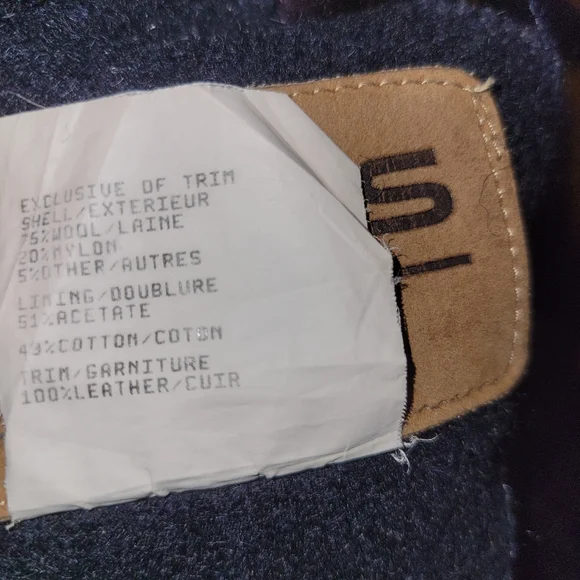 EXCLUSIVE OF TRIM
SHELL/EXTERIEUR
75%WOOL/LAINE
20%NYLON
5%OTHER/AUTRES
LINING/DOUBLURE
51%ACETATE
49%COTTON/COTON
TRIM/GARNITURE
100%LEATHER/CUIR
S